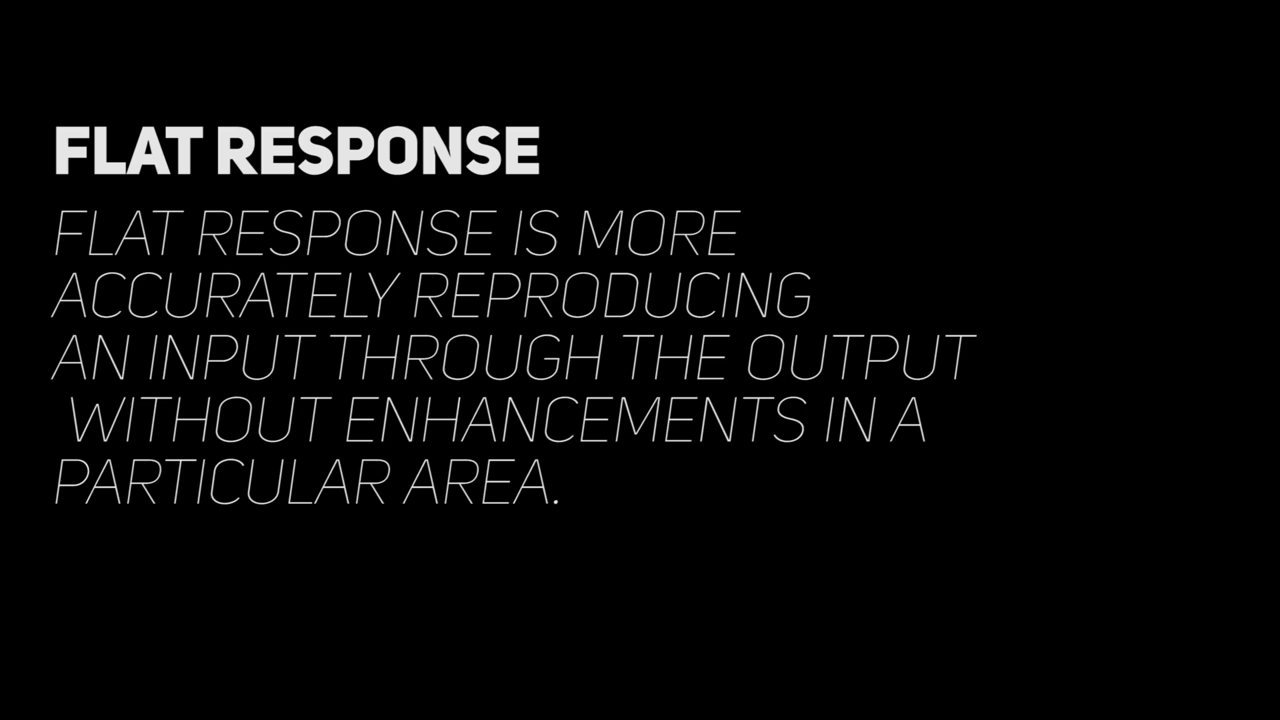 FLAT RESPONSE
FLAT RESPONSE IS MORE
ACCURATELY REPRODUCING
AN INPUT THROUGH THE OUTPUT
WITHOUT ENHANCEMENTS IN A
PARTICULAR AREA.